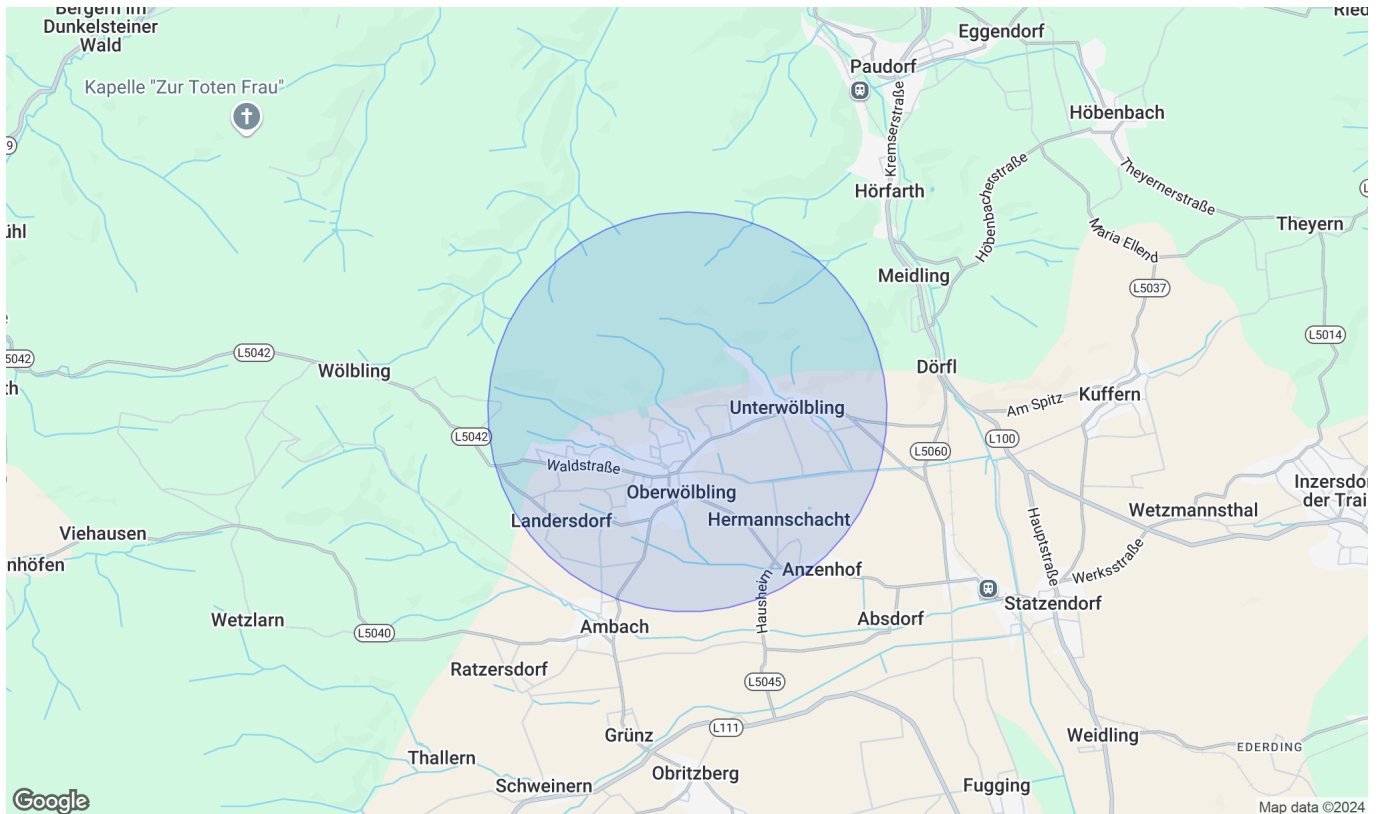 Bergern im
Dunkelsteiner
Wald
Kapelle "Zur Toten Frau"
Eggendorf
Paudorf
Kremserstraße
Höbenbach
Hörfarth
Höbenbacherstraße
Theyernerstraße
Theyern
Maria Ellend
Meidling
L5037
L5014
L5042
L5042
Wölbling
Dörfl
Kuffern
Am Spitz
Unterwölbling
L5042
L100
L5060
Waldstraße
Oberwölbling
Landersdorf
Hermannschacht
Wetzmannsthal
der Trai
Viehausen
nhöfen
Hauptstraße
Werksstraße
Anzenhof
Hausheim
Statzendorf
Absdorf
Wetzlarn
L5040
Ambach
Ratzersdorf
L5045
L111
Grünz
Weidling
EDERDING
Thallern
Obritzberg
Schweinern
Fugging
Google
Map data ©2024